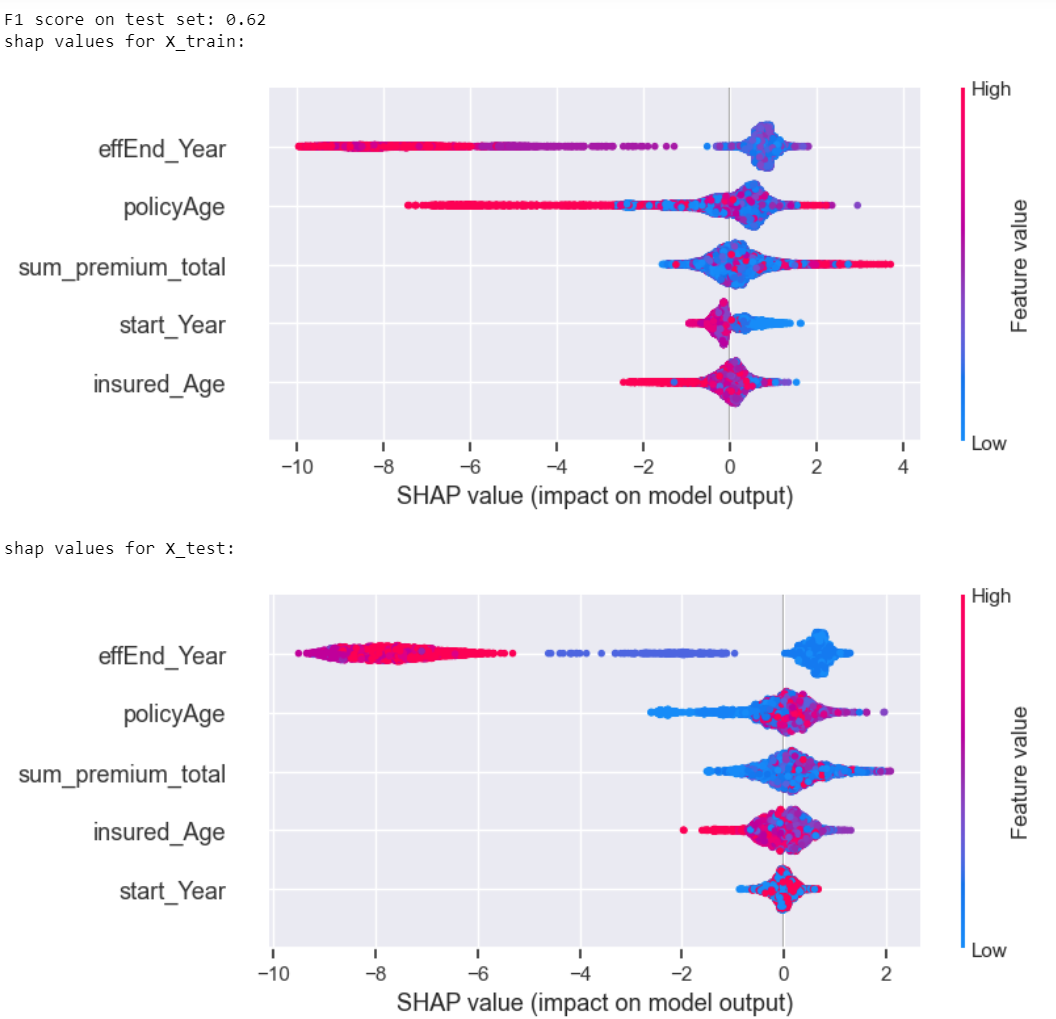 F1 score on test set: 0.62
shap values for X_train:
High
effEnd_Year
policyAge
sum_premium_total
start_Year
insured_Age
Feature value
Low
−10 −8 −6 −4 −2 0 2 4
SHAP value (impact on model output)
shap values for X_test:
High
effEnd_Year
policyAge
sum_premium_total
insured_Age
start_Year
Feature value
Low
−10 −8 −6 −4 −2 0 2
SHAP value (impact on model output)